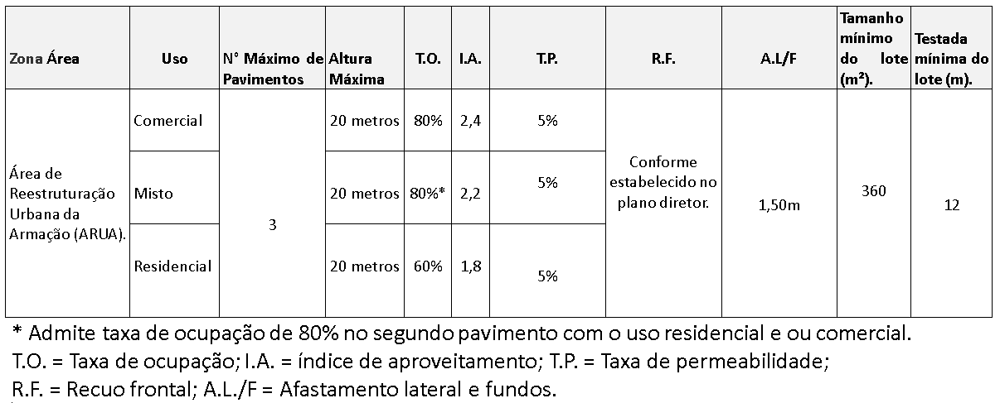 Zona Área Uso N° Máximo de Pavimentos Altura Máxima T.O. I.A. T.P. R.F. A.L/F Tamanho mínimo do lote (m²). Testada mínima do lote (m).
Área de
Reestruturação
Urbana da
Armação (ARUA).
Comercial 3 20 metros 80% 2,4 5% Conforme
estabelecido no
plano diretor. 1,50m 360 12
Misto 20 metros 80%* 2,2 5%
Residencial 20 metros 60% 1,8 5%
* Admite taxa de ocupação de 80% no segundo pavimento com o uso residencial e ou comercial.
T.O. = Taxa de ocupação; I.A. = índice de aproveitamento; T.P. = Taxa de permeabilidade;
R.F. = Recuo frontal; A.L./F = Afastamento lateral e fundos.